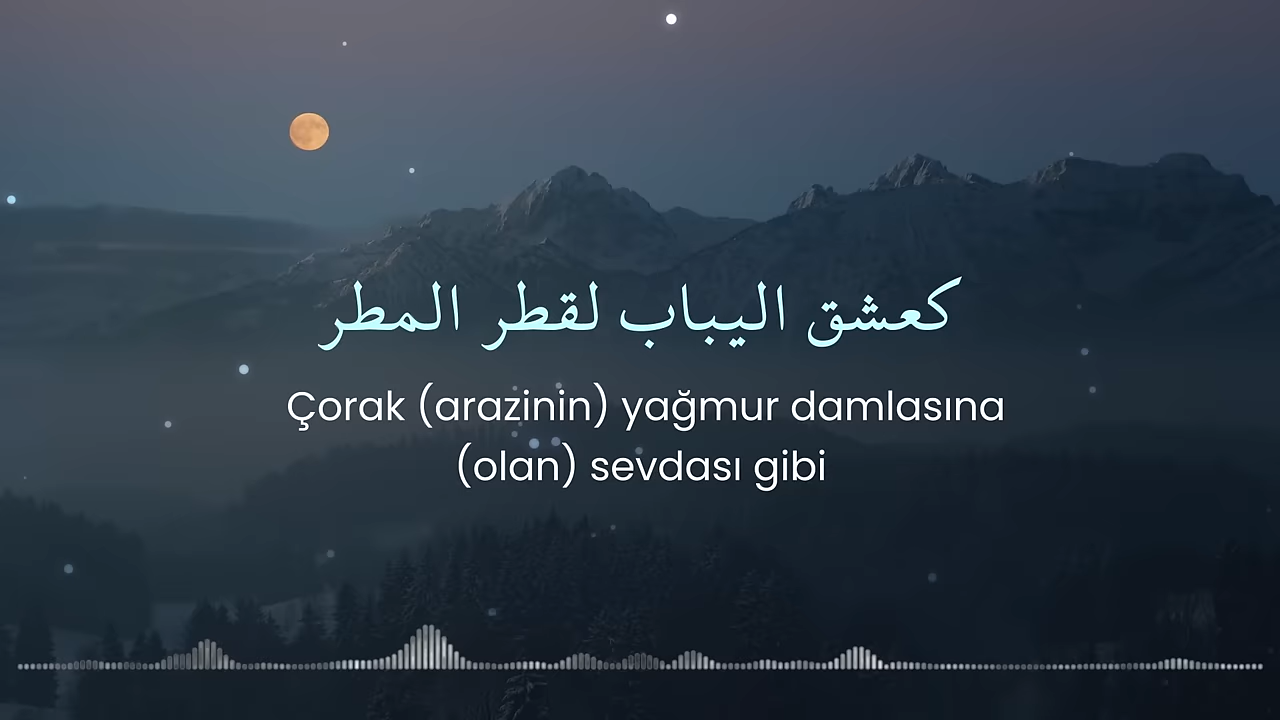 كعشق اليباب لقطر المطر
Çorak (arazinin) yağmur damlasına
(olan) sevdası gibi